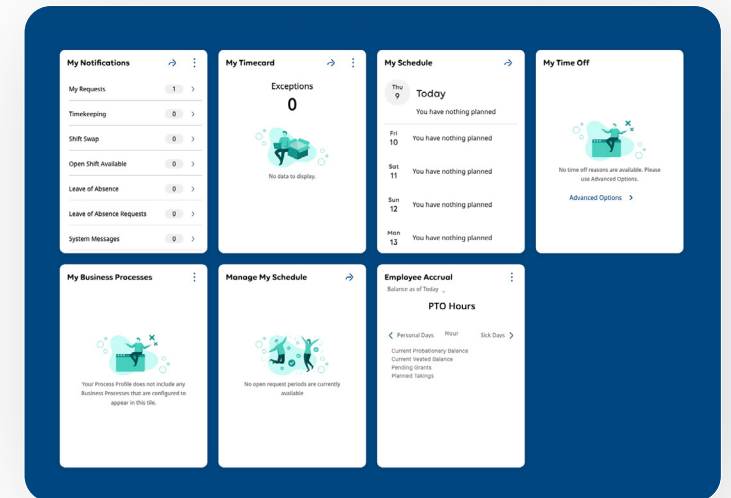 My Notifications
My Requests 1
Timekeeping 0
Shift Swap 0
Open Shift Available 0
Leave of Absence 0
Leave of Absence Requests 0
System Messages 0
My Timecard
Exceptions
0
No data to display.
My Schedule
Thu
9
Today
You have nothing planned
Fri
10
You have nothing planned
Sat
11
You have nothing planned
Sun
12
You have nothing planned
Mon
13
You have nothing planned
My Time Off
No time off reasons are available. Please
use Advanced Options.
Advanced Options
My Business Processes
Your Process Profile does not include any
Business Processes that are configured to
appear in this tile.
Manage My Schedule
No open request periods are currently
available
Employee Accrual
Balance as of Today
PTO Hours
Personal Days Hour Sick Days
Current Probationary Balance
Current Vested Balance
Pending Grants
Planned Takings